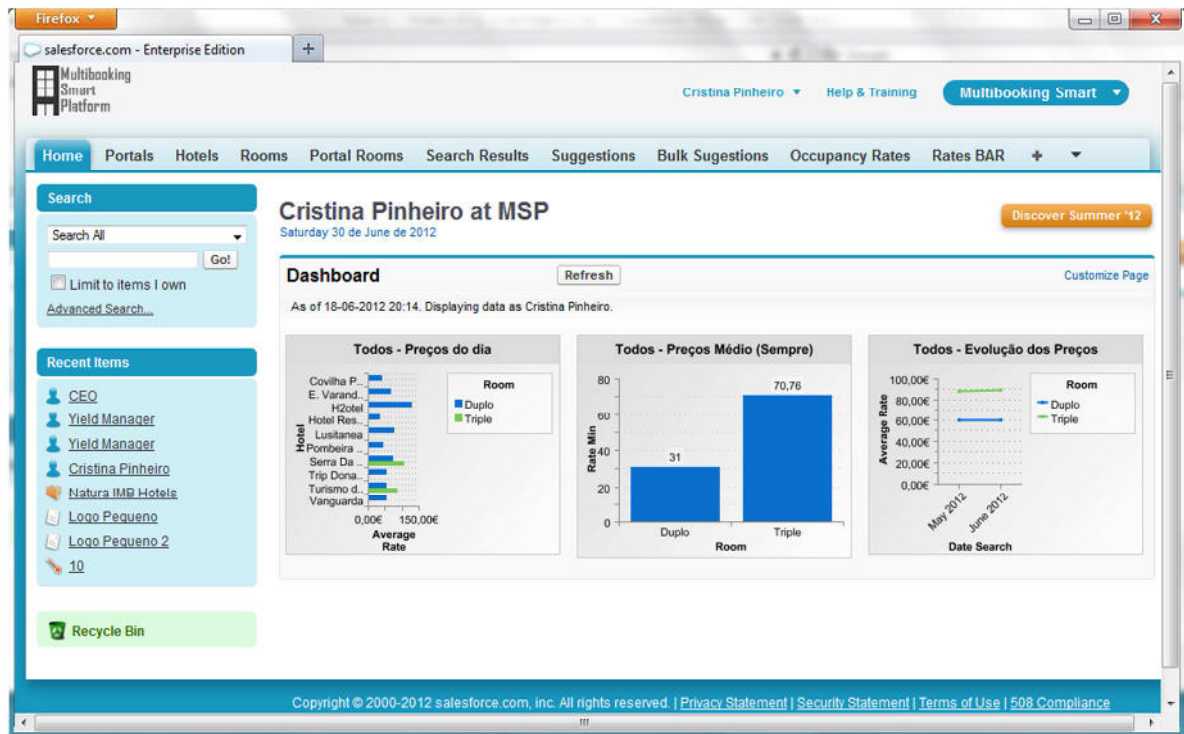 Firefox
salesforce.com - Enterprise Edition
+
Multibooking
Smart
Platform
Cristina Pinheiro
Help & Training
Multibooking Smart
Home Portals Hotels Rooms Portal Rooms Search Results Suggestions Bulk Sugestions Occupancy Rates Rates BAR +
Search
Search All
Go!
Limit to items I own
Advanced Search...
Recent Items
CEO
Yield Manager
Yield Manager
Cristina Pinheiro
Natura IMB Hotels
Logo Pequeno
Logo Pequeno 2
10
Recycle Bin
Cristina Pinheiro at MSP
Saturday 30 de June de 2012
Discover Summer '12
Dashboard
Refresh
Customize Page
As of 18-06-2012 20:14. Displaying data as Cristina Pinheiro.
Todos - Preços do dia
Hotel
Covilha P...
E. Varand..
H2otel
Hotel Res..
Lusitanea
Pombeira ..
Serra Da ..
Trip Dona..
Turismo d..
Vanguarda
0,00€ 150,00€
Average
Rate
Room
Duplo
Triple
Todos - Preços Médio (Sempre)
Rate Min
80
60
40
20
0
31
70,76
Duplo
Triple
Room
Todos - Evolução dos Preços
Average Rate
100,00€
80,00€
60,00€
40,00€
20,00€
0,00€
May 2012
June 2012
Date Search
Room
Duplo
Triple
Copyright © 2000-2012 salesforce.com, inc. All rights reserved. | Privacy Statement | Security Statement | Terms of Use | 508 Compliance